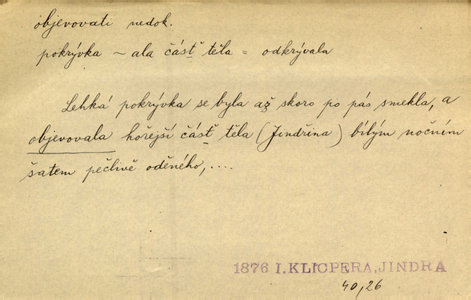 objevovati nedok.
pokrývka ~ ala část těla = odkrývala
Lehká pokrývka se byla až skoro po pás smekla, a
objevovala hořejší část těla (Jindřina) bílým nočním
šatem pečlivě oděného, ....
1876 I. KLICPERA, JINDRA
40, 26